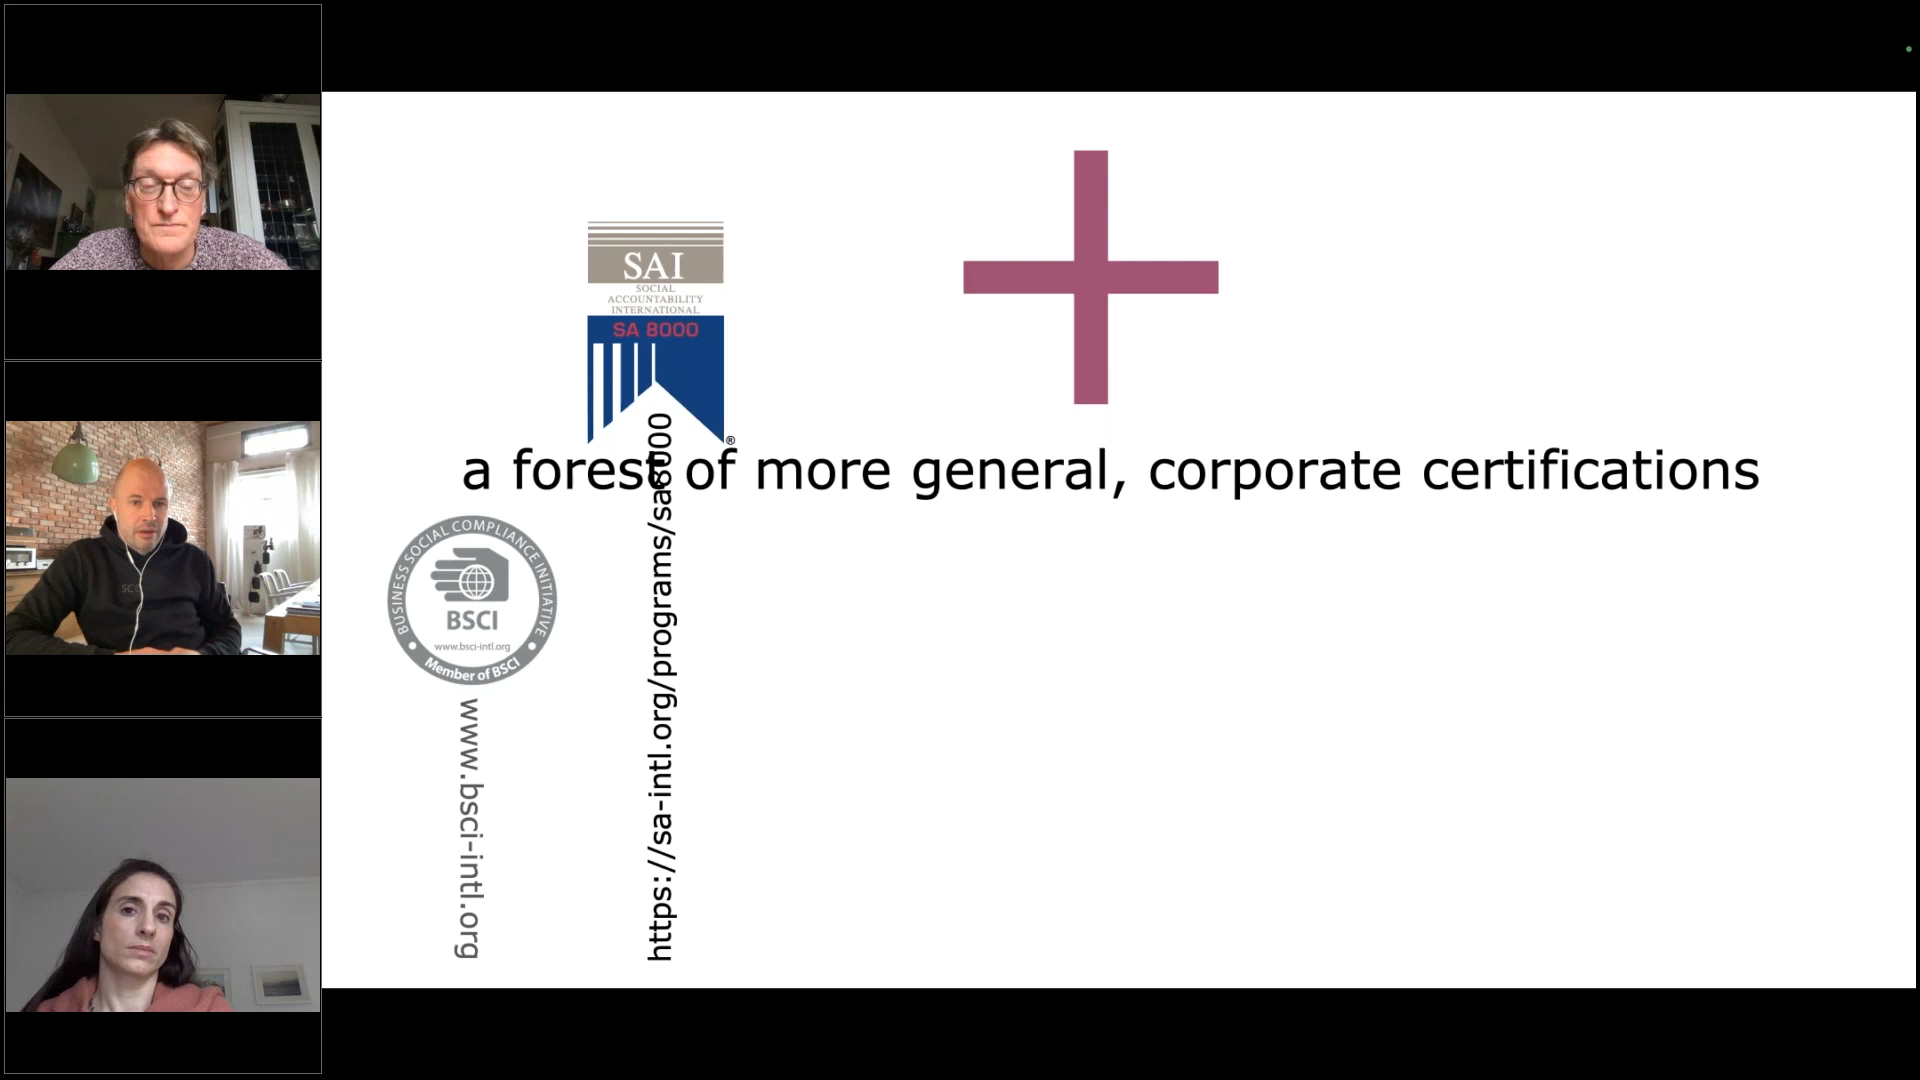 SAI
SOCIAL
ACCOUNTABILITY
INTERNATIONAL
SA 8000
®
a forest of more general, corporate certifications
BUSINESS SOCIAL COMPLIANCE INITIATIVE
BSCI
www.bsci-intl.org
Member of BSCI
www.bsci-intl.org
https://sa-intl.org/programs/sa8000